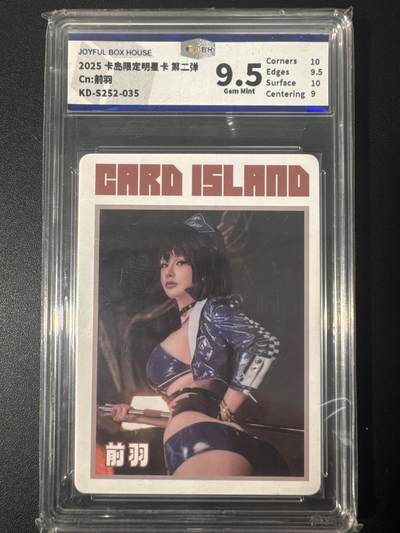 JOYFUL BOX HOUSE
2025 卡岛限定明星卡 第二弹
Cn:前羽
KD-S252-035
9.5
Gem Mint
Corners 10
Edges 9.5
Surface 10
Centering 9
CARD ISLAND
前羽